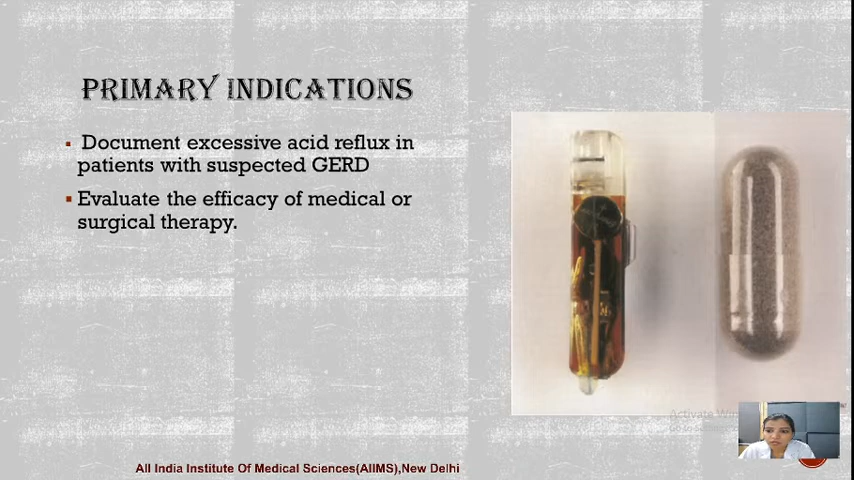 PRIMARY INDICATIONS
▪ Document excessive acid reflux in
patients with suspected GERD
▪ Evaluate the efficacy of medical or
surgical therapy.
Activate
All India Institute Of Medical Sciences(AIIMS),New Delhi